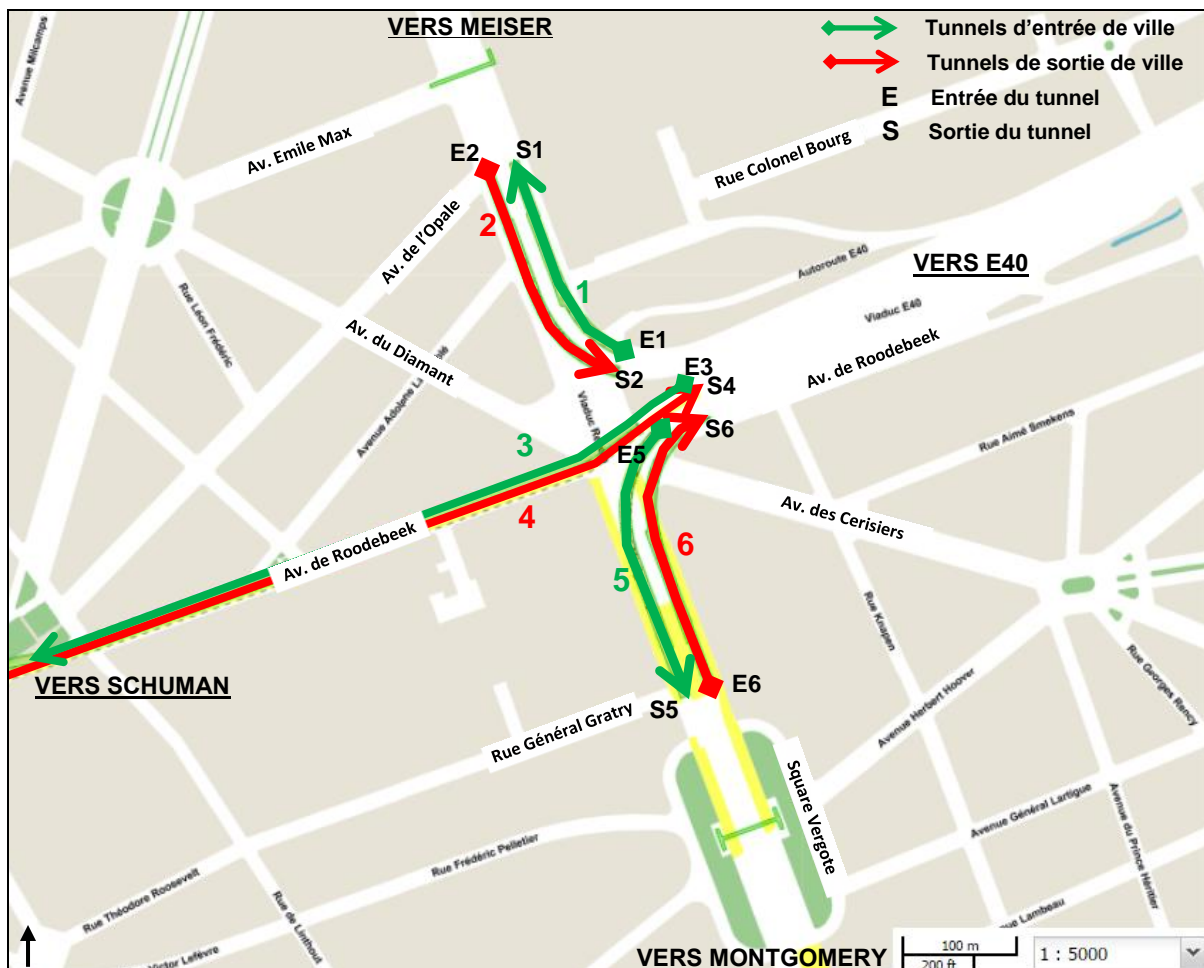 VERS MEISER
Tunnels d'entrée de ville
Tunnels de sortie de ville
E Entrée du tunnel
S Sortie du tunnel
Avenue Milcamps
Av. Emile Max
E2
S1
Rue Colonel Bourg
Av. de l'Opale
2
1
Autoroute E40
VERS E40
Rue Léon Frédéric
Viaduc E40
Av. du Diamant
E1
S2
E3
S4
Av. de Roodebeek
Avenue Adolphe
Viaduc
3
E5
S6
Rue Aimé Smekens
4
Av. des Cerisiers
Av. de Roodebeek
6
5
Rue Knapen
VERS SCHUMAN
E6
S5
Rue Général Gratry
Avenue Herbert Hoover
Rue Georges Rency
Square Vergote
Avenue Général Lartigue
Avenue du Prince Héritier
Rue Frédéric Pelletier
Rue Théodore Roosevelt
Rue de Linthout
Victor Lefèvre
Lambeau
VERS MONTGOMERY
100 m
200 ft
1 : 5000